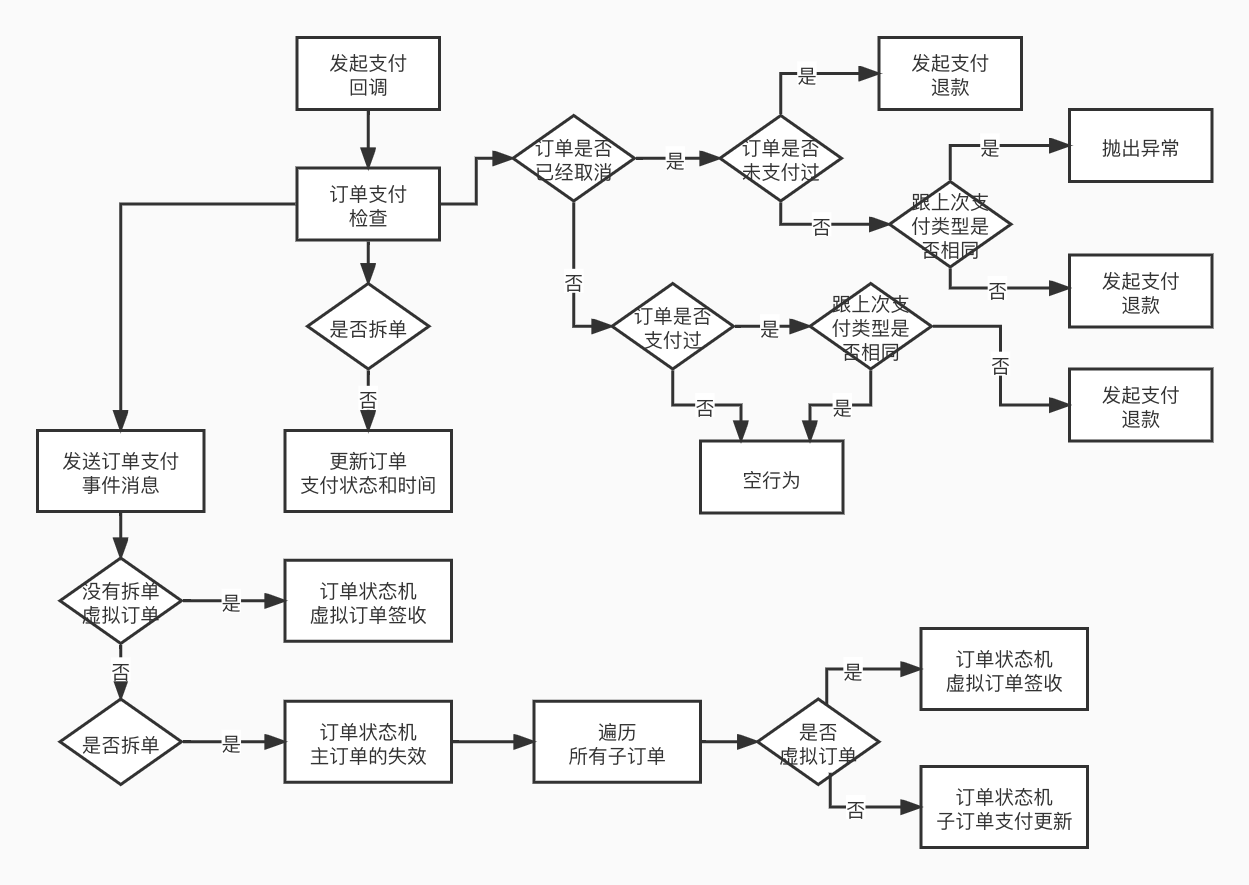 发起支付
回调
订单支付
检查
是否拆单
否
更新订单
支付状态和时间
订单是否
已经取消
是
订单是否
未支付过
是
发起支付
退款
否
跟上次支
付类型是
否相同
是
抛出异常
否
发起支付
退款
否
订单是否
支付过
是
跟上次支
付类型是
否相同
否
发起支付
退款
否
是
空行为
发送订单支付
事件消息
没有拆单
虚拟订单
是
订单状态机
虚拟订单签收
否
是否拆单
是
订单状态机
主订单的失效
遍历
所有子订单
是否
虚拟订单
是
订单状态机
虚拟订单签收
否
订单状态机
子订单支付更新